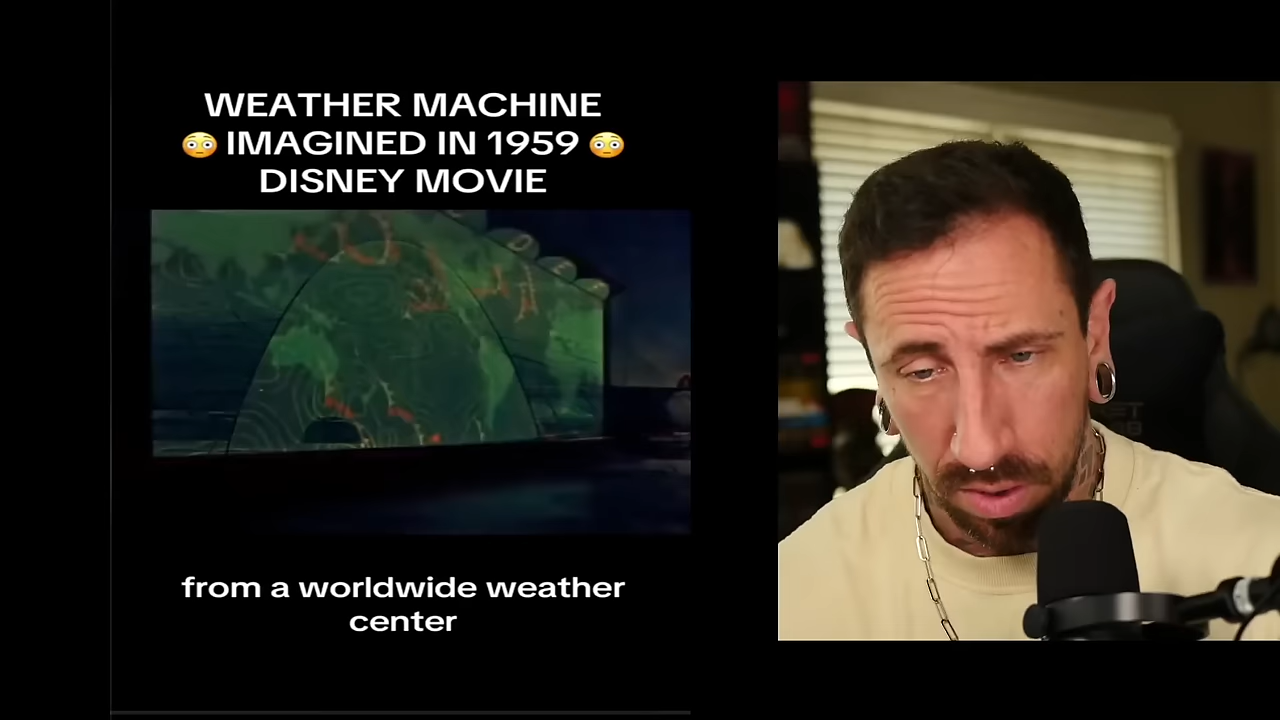 WEATHER MACHINE
😳 IMAGINED IN 1959 😳
DISNEY MOVIE
from a worldwide weather
center